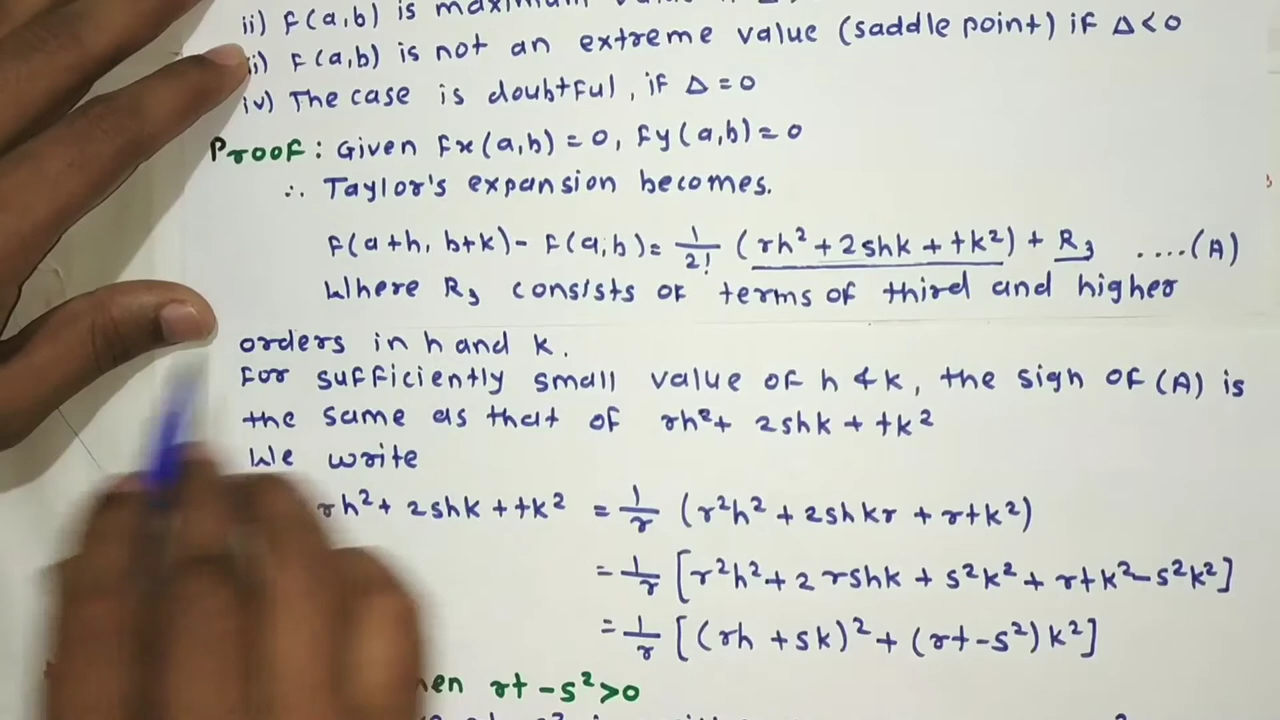 ii) F(a,b) is maximum
i) F(a,b) is not an extreme value (saddle point) if Δ<0
iv) The case is doubtful, if Δ=0
Proof: Given Fx(a,b)=0, Fy(a,b)=0
∴ Taylor's expansion becomes.
F(a+h, b+k)- F(a,b)= 1/2! (rh²+2shk+tk²) + R₃ ....(A)
Where R₃ consists of terms of third and higher
orders in h and k.
For sufficiently small value of h & k, the sign of (A) is
the same as that of rh²+ 2shk + tk²
We write
rh²+ 2shk + tk² = 1/r (r²h² + 2shkr + rtk²)
= 1/r [r²h²+ 2rshk + s²k² + rtk²-s²k²]
= 1/r [(rh +sk)² + (rt-s²) k²]
hen rt -s²>0